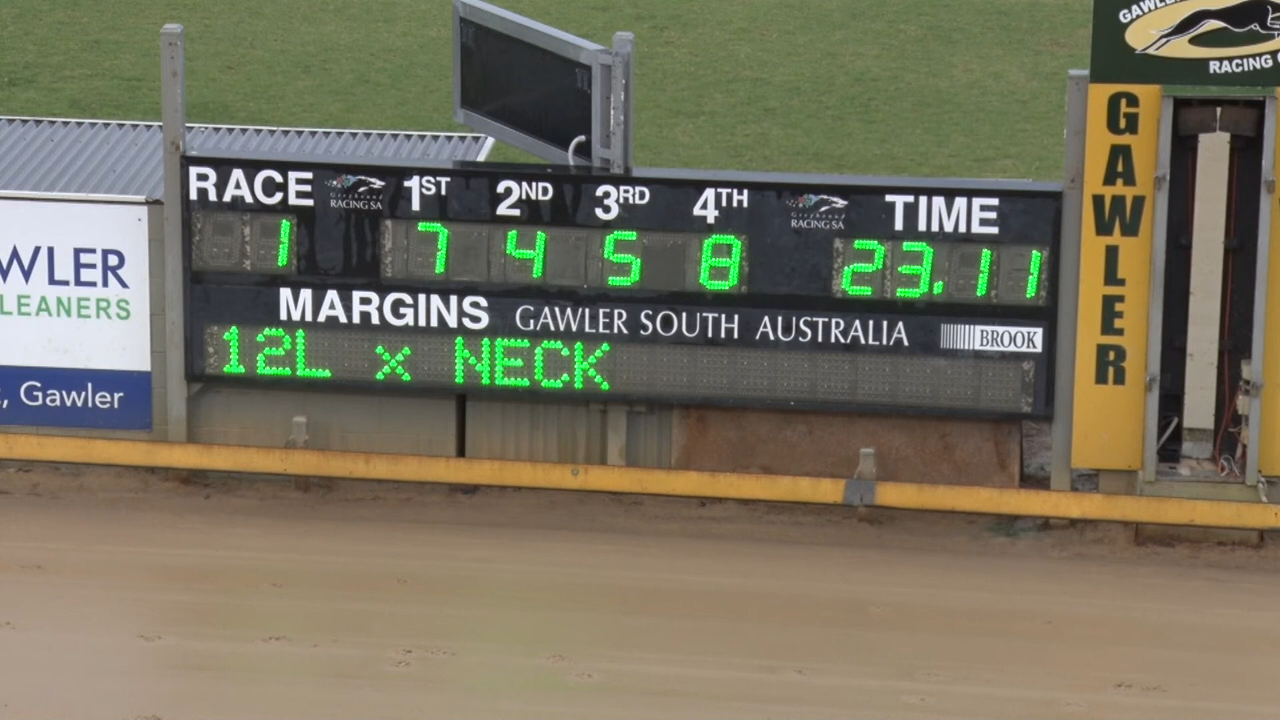 GAWLER
RACING
RACE 1ST 2ND 3RD 4TH TIME
Greyhound RACING SA
Greyhound RACING SA
1 7 4 5 8 23.11
MARGINS GAWLER SOUTH AUSTRALIA BROOK
12L x NECK
WLER
LEANERS
, Gawler
GAWLER